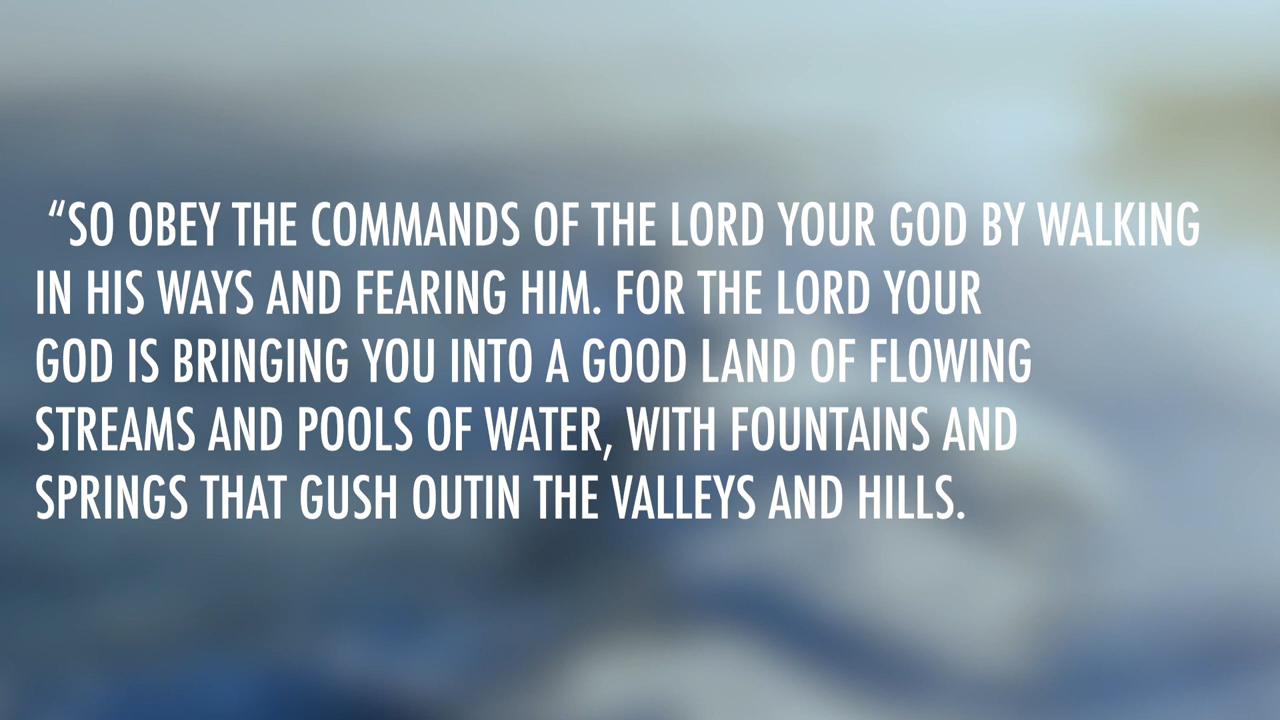 “SO OBEY THE COMMANDS OF THE LORD YOUR GOD BY WALKING
IN HIS WAYS AND FEARING HIM. FOR THE LORD YOUR
GOD IS BRINGING YOU INTO A GOOD LAND OF FLOWING
STREAMS AND POOLS OF WATER, WITH FOUNTAINS AND
SPRINGS THAT GUSH OUTIN THE VALLEYS AND HILLS.